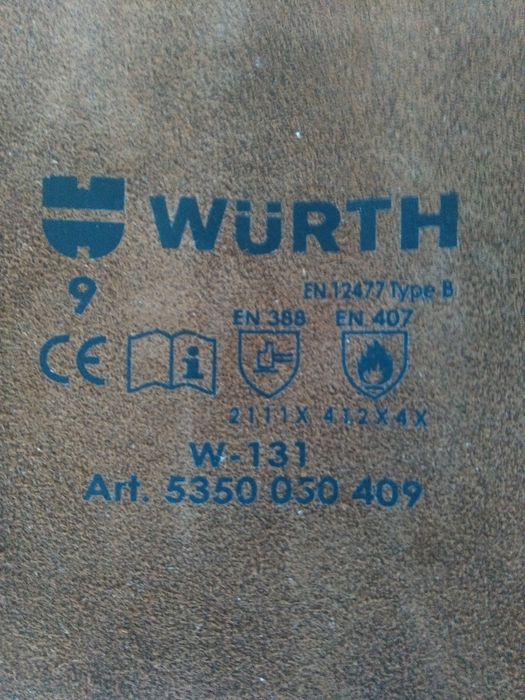 WÜRTH
9 EN 12477 Type B
EN 388 EN 407
CE i
2111X 412X4X
W-131
Art. 5350 030 409